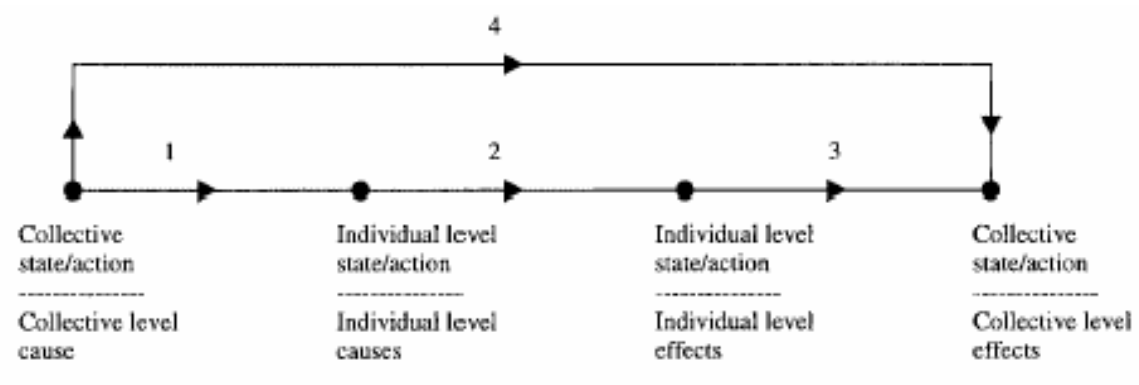 4
1
2
3
Collective
state/action
---------------
Collective level
cause
Individual level
state/action
---------------
Individual level
causes
Individual level
state/action
---------------
Individual level
effects
Collective
state/action
---------------
Collective level
effects